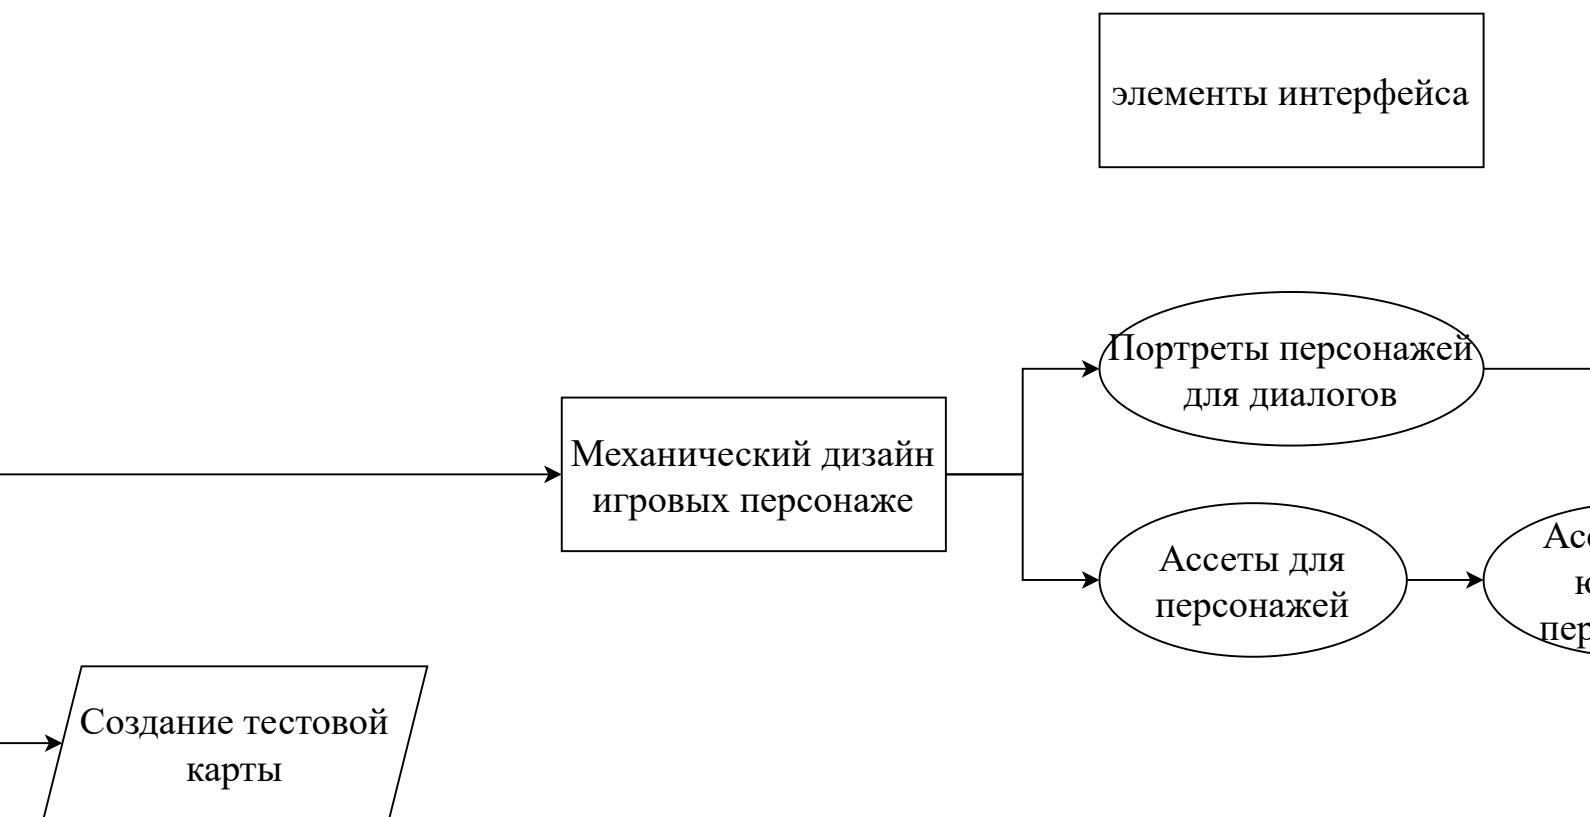 элементы интерфейса
Портреты персонажей
для диалогов
Механический дизайн
игровых персонаже
Ассеты для
персонажей
Создание тестовой
карты